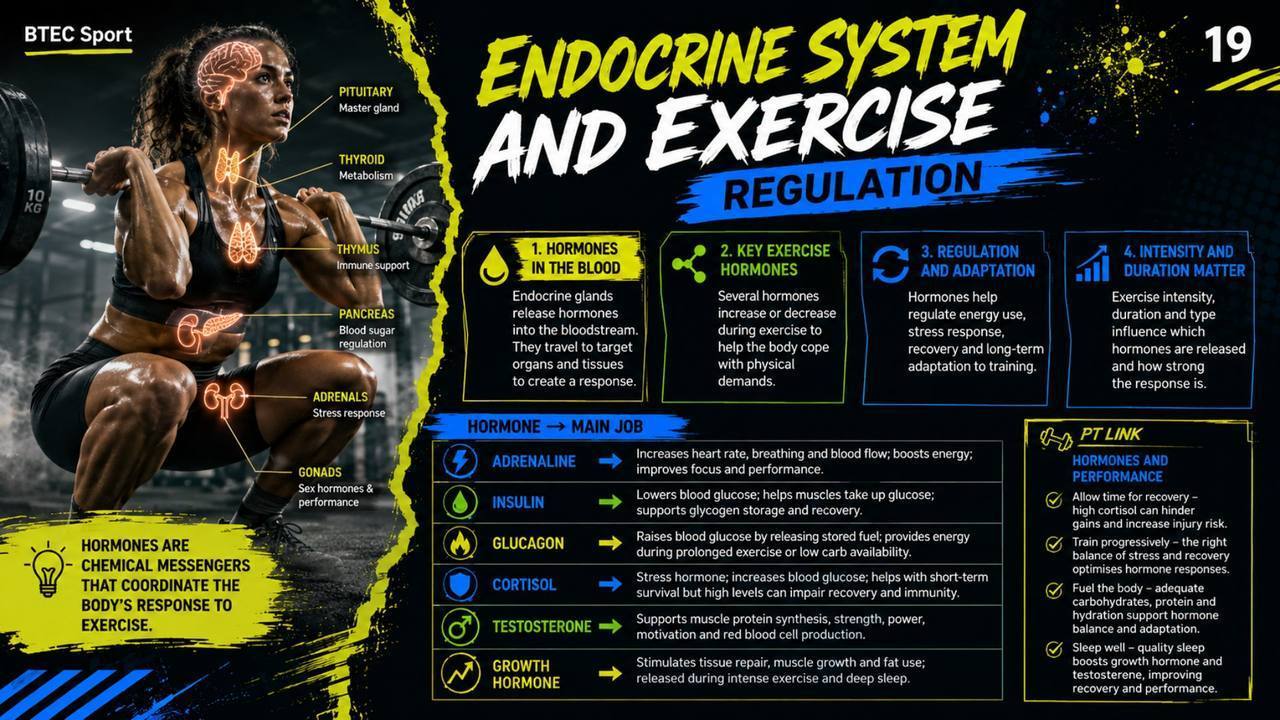 BTEC Sport
19
ENDOCRINE SYSTEM
AND EXERCISE
REGULATION
10
KG
PITUITARY
Master gland
THYROID
Metabolism
THYMUS
Immune support
PANCREAS
Blood sugar
regulation
ADRENALS
Stress response
GONADS
Sex hormones &
performance
HORMONES ARE
CHEMICAL MESSENGERS
THAT COORDINATE THE
BODY'S RESPONSE TO
EXERCISE.
1. HORMONES
IN THE BLOOD
Endocrine glands
release hormones
into the bloodstream.
They travel to target
organs and tissues
to create a response.
2. KEY EXERCISE
HORMONES
Several hormones
increase or decrease
during exercise to
help the body cope
with physical
demands.
3. REGULATION
AND ADAPTATION
Hormones help
regulate energy use,
stress response,
recovery and long-term
adaptation to training.
4. INTENSITY AND
DURATION MATTER
Exercise intensity,
duration and type
influence which
hormones are released
and how strong
the response is.
HORMONE → MAIN JOB
ADRENALINE → Increases heart rate, breathing and blood flow; boosts energy;
improves focus and performance.
INSULIN → Lowers blood glucose; helps muscles take up glucose;
supports glycogen storage and recovery.
GLUCAGON → Raises blood glucose by releasing stored fuel; provides energy
during prolonged exercise or low carb availability.
CORTISOL → Stress hormone; increases blood glucose; helps with short-term
survival but high levels can impair recovery and immunity.
TESTOSTERONE → Supports muscle protein synthesis, strength, power,
motivation and red blood cell production.
GROWTH
HORMONE → Stimulates tissue repair, muscle growth and fat use;
released during intense exercise and deep sleep.
PT LINK
HORMONES AND
PERFORMANCE
Allow time for recovery –
high cortisol can hinder
gains and increase injury risk.
Train progressively – the right
balance of stress and recovery
optimises hormone responses.
Fuel the body – adequate
carbohydrates, protein and
hydration support hormone
balance and adaptation.
Sleep well – quality sleep
boosts growth hormone and
testosterene, improving
recovery and performance.